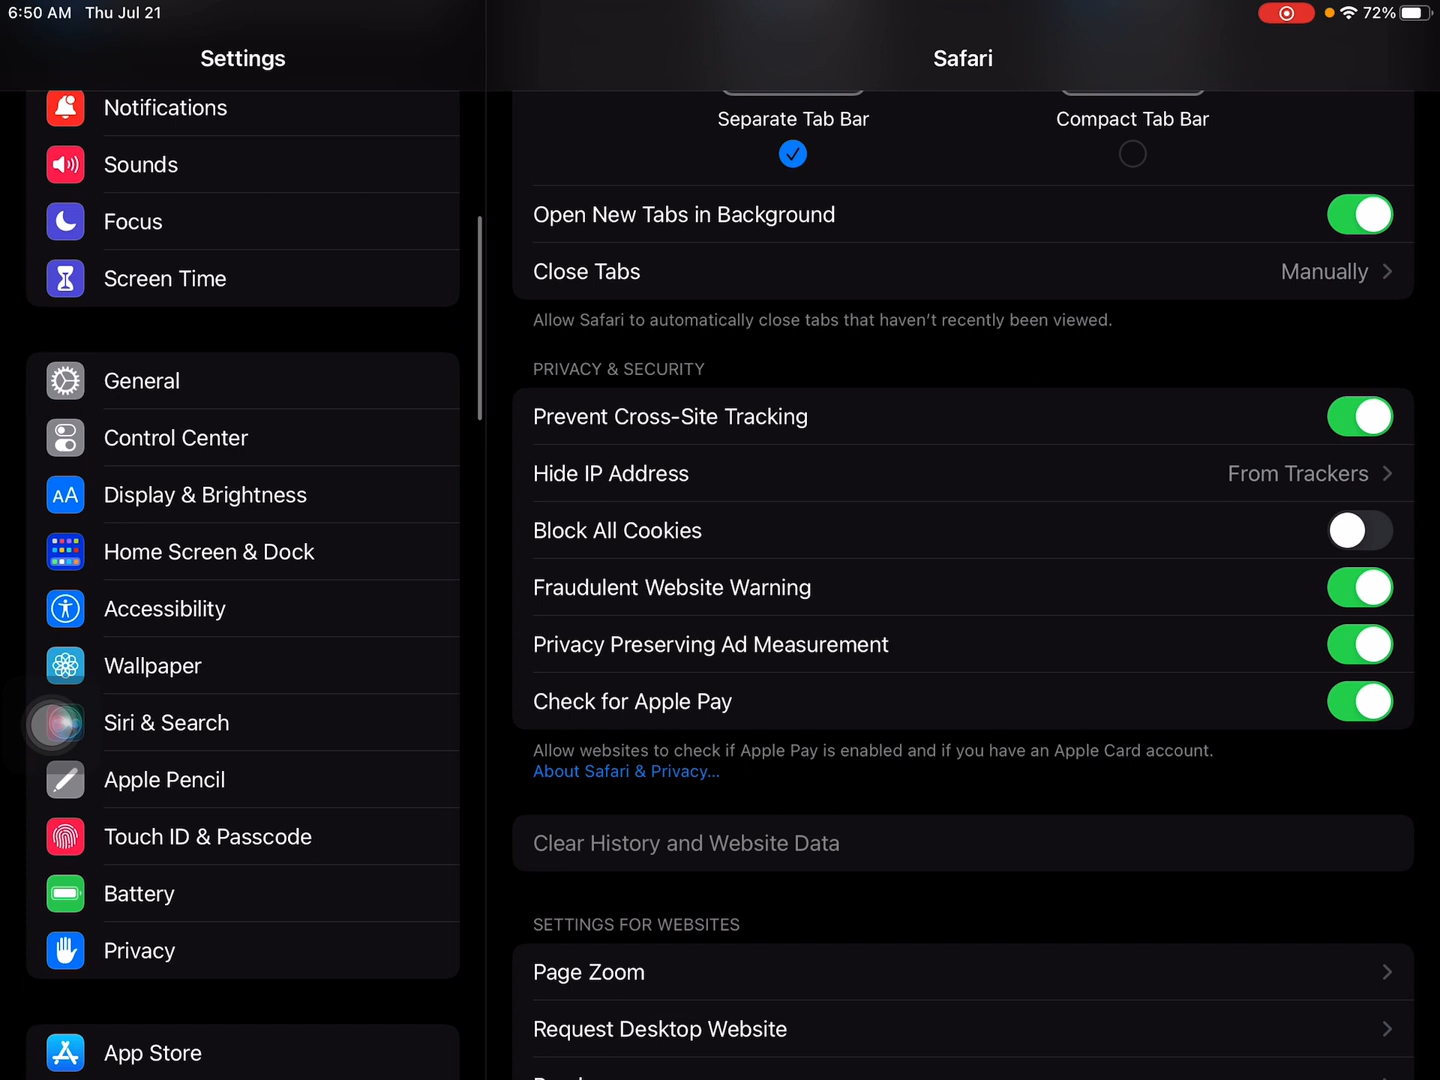 6:50 AM Thu Jul 21
72%
Settings
Notifications
Sounds
Focus
Screen Time
General
Control Center
AA
Display & Brightness
Home Screen & Dock
Accessibility
Wallpaper
Siri & Search
Apple Pencil
Touch ID & Passcode
Battery
Privacy
App Store
Safari
Separate Tab Bar
Compact Tab Bar
Open New Tabs in Background
Close Tabs
Manually
Allow Safari to automatically close tabs that haven’t recently been viewed.
PRIVACY & SECURITY
Prevent Cross-Site Tracking
Hide IP Address
From Trackers
Block All Cookies
Fraudulent Website Warning
Privacy Preserving Ad Measurement
Check for Apple Pay
Allow websites to check if Apple Pay is enabled and if you have an Apple Card account.
About Safari & Privacy...
Clear History and Website Data
SETTINGS FOR WEBSITES
Page Zoom
Request Desktop Website